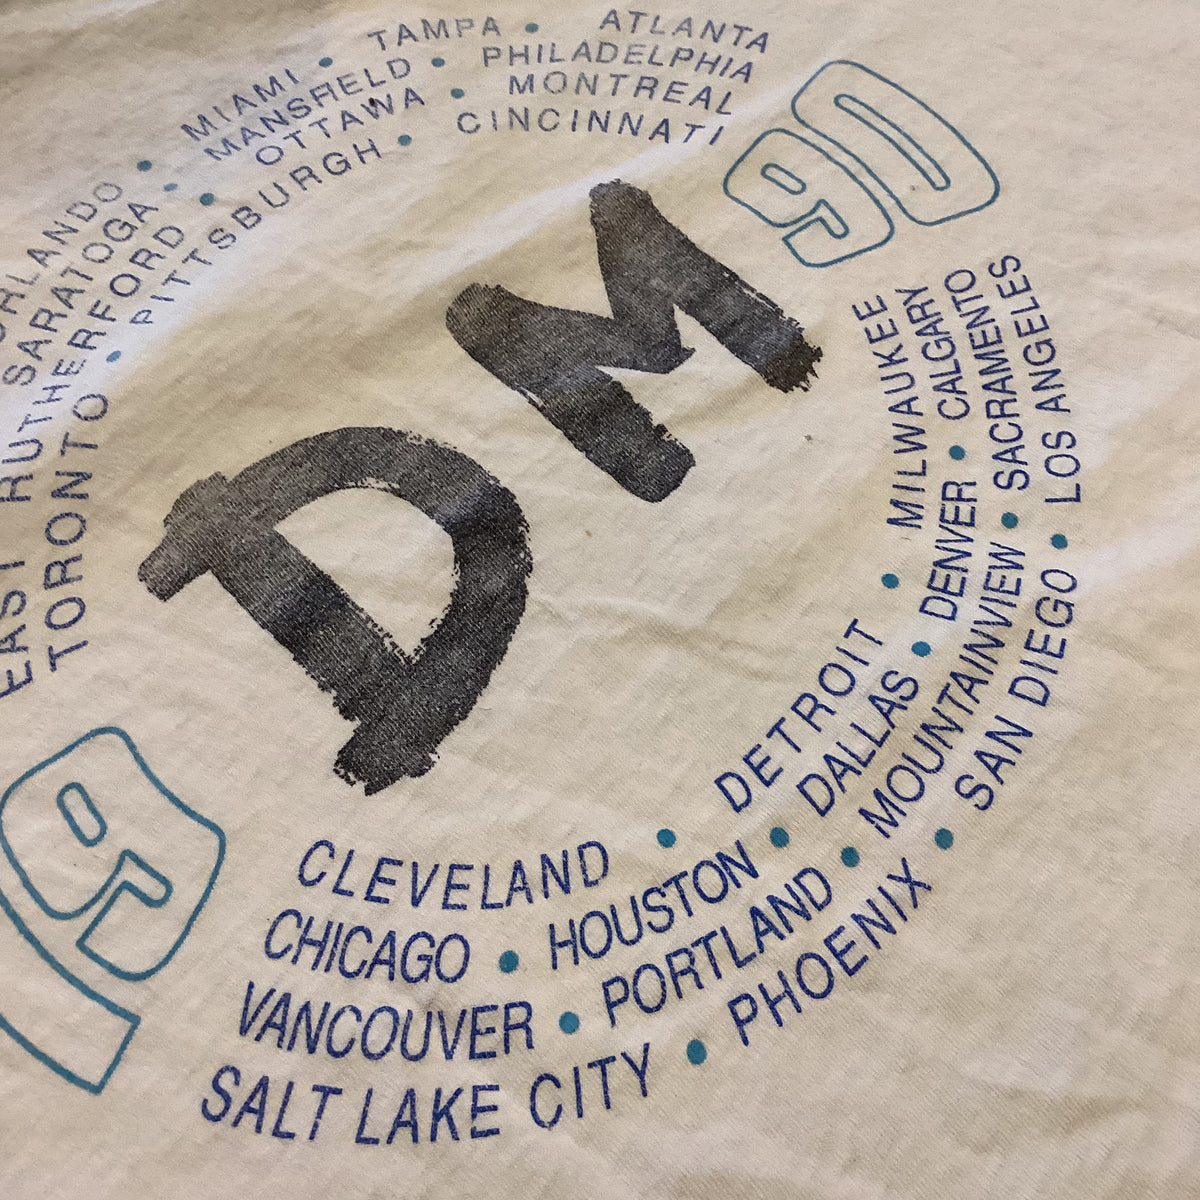 ORLANDO • MIAMI • TAMPA • ATLANTA
SARATOGA • MANSFIELD • PHILADELPHIA
EAST RUTHERFORD • OTTAWA • MONTREAL
TORONTO • PITTSBURGH • CINCINNATI
19
DM
90
CLEVELAND • DETROIT • MILWAUKEE
CHICAGO • HOUSTON • DALLAS • DENVER • CALGARY
VANCOUVER • PORTLAND • MOUNTAINVIEW • SACRAMENTO
SALT LAKE CITY • PHOENIX • SAN DIEGO • LOS ANGELES